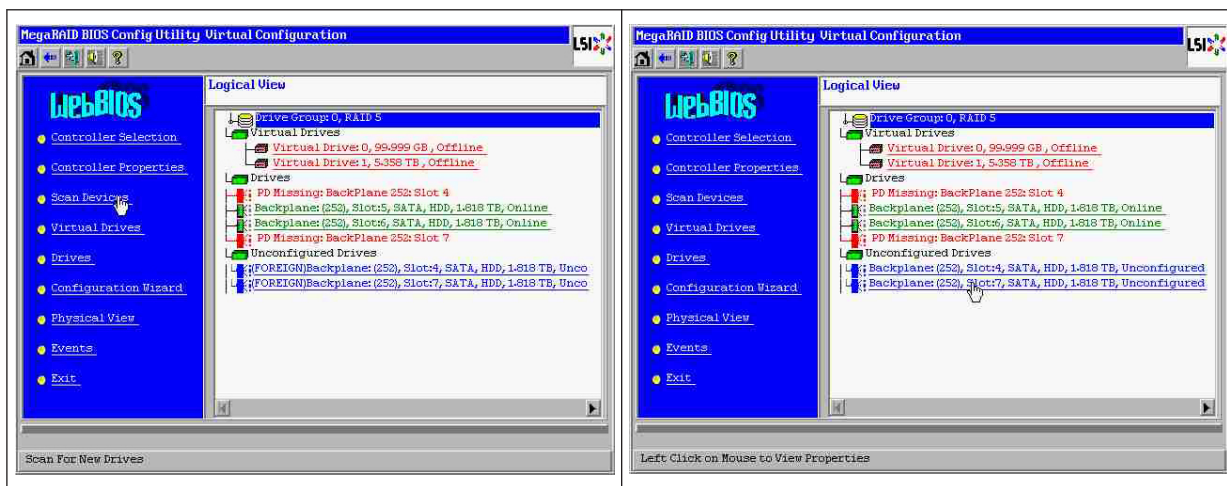 MegaRAID BIOS Config Utility Virtual Configuration
LSI
WebBIOS
Controller Selection
Controller Properties
Scan Devices
Virtual Drives
Drives
Configuration Wizard
Physical View
Events
Exit
Logical View
Drive Group: 0, RAID 5
Virtual Drives
Virtual Drive: 0, 99.999 GB, Offline
Virtual Drive: 1, 5.358 TB, Offline
Drives
PD Missing: BackPlane 252: Slot 4
Backplane: (252), Slot:5, SATA, HDD, 1.818 TB, Online
Backplane: (252), Slot:6, SATA, HDD, 1.818 TB, Online
PD Missing: BackPlane 252: Slot 7
Unconfigured Drives
(FOREIGN)Backplane: (252), Slot:4, SATA, HDD, 1.818 TB, Unco
(FOREIGN)Backplane: (252), Slot:7, SATA, HDD, 1.818 TB, Unco
Scan For New Drives
MegaRAID BIOS Config Utility Virtual Configuration
LSI
WebBIOS
Controller Selection
Controller Properties
Scan Devices
Virtual Drives
Drives
Configuration Wizard
Physical View
Events
Exit
Logical View
Drive Group: 0, RAID 5
Virtual Drives
Virtual Drive: 0, 99.999 GB, Offline
Virtual Drive: 1, 5.358 TB, Offline
Drives
PD Missing: BackPlane 252: Slot 4
Backplane: (252), Slot:5, SATA, HDD, 1.818 TB, Online
Backplane: (252), Slot:6, SATA, HDD, 1.818 TB, Online
PD Missing: BackPlane 252: Slot 7
Unconfigured Drives
Backplane: (252), Slot:4, SATA, HDD, 1.818 TB, Unconfigured
Backplane: (252), Slot:7, SATA, HDD, 1.818 TB, Unconfigured
Left Click on Mouse to View Properties